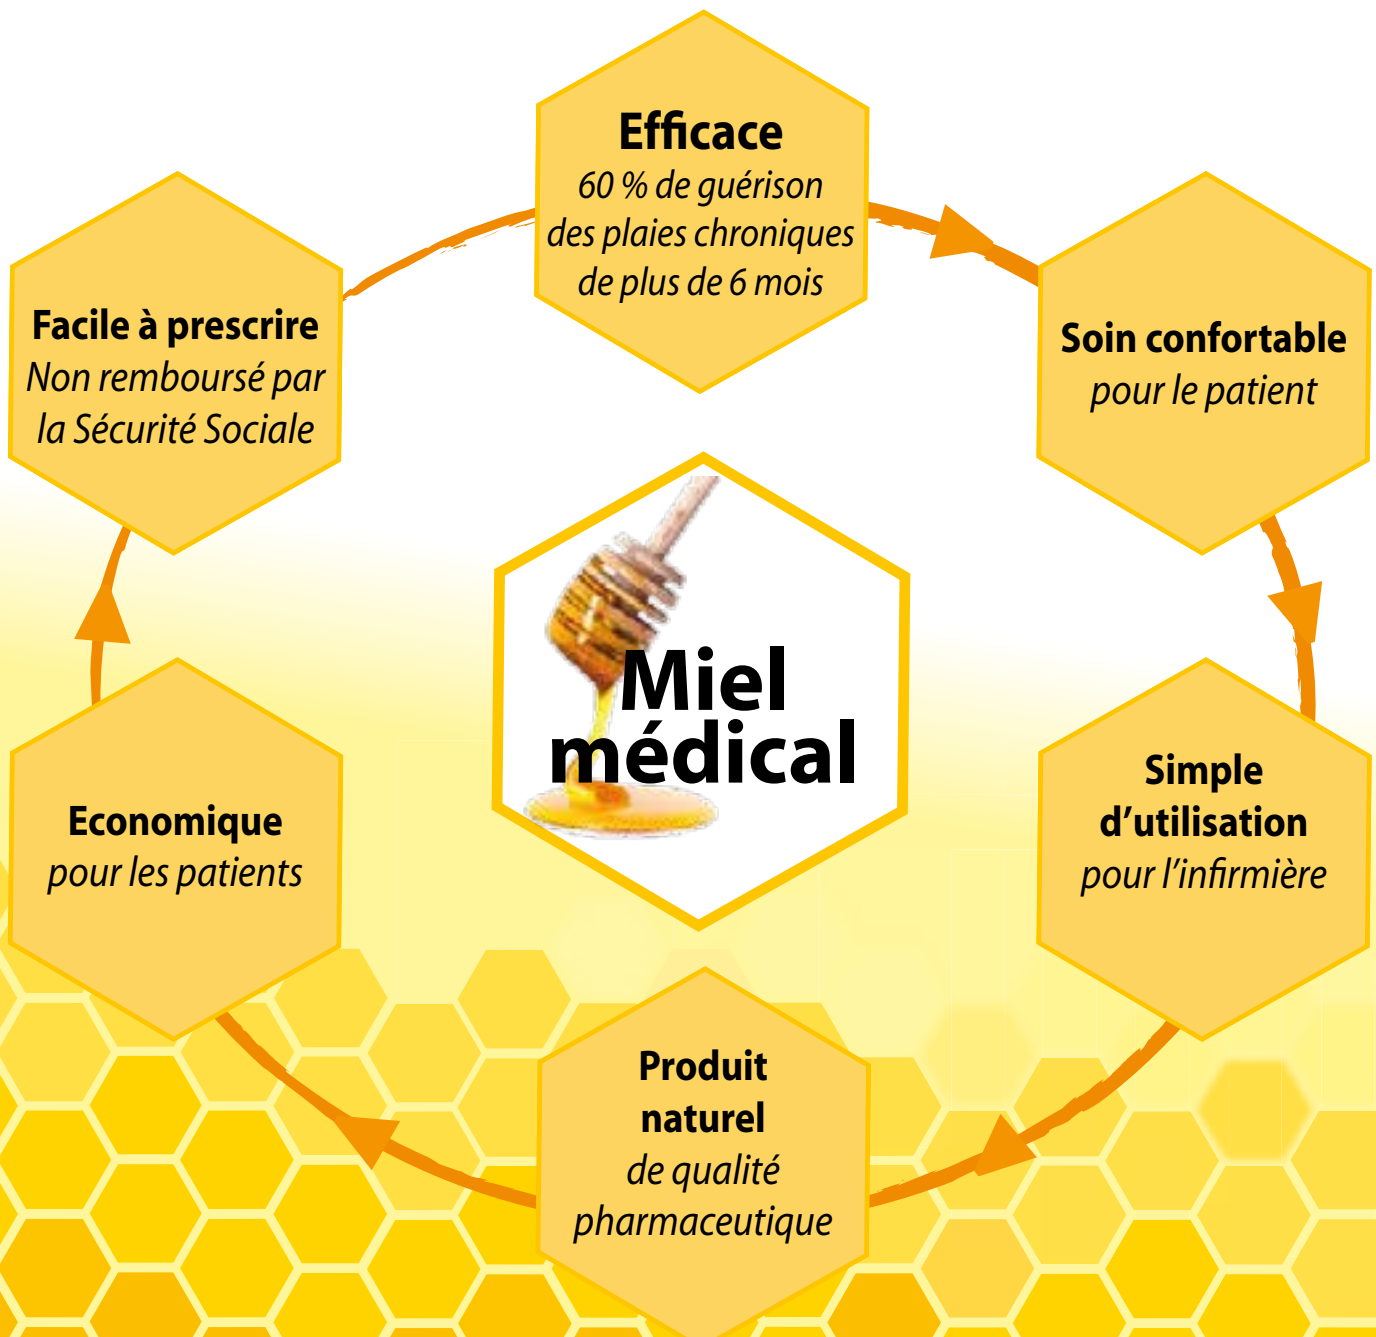 Efficace
60 % de guérison
des plaies chroniques
de plus de 6 mois
Soin confortable
pour le patient
Simple
d’utilisation
pour l’infirmière
Produit
naturel
de qualité
pharmaceutique
Economique
pour les patients
Facile à prescrire
Non remboursé par
la Sécurité Sociale
Miel
médical